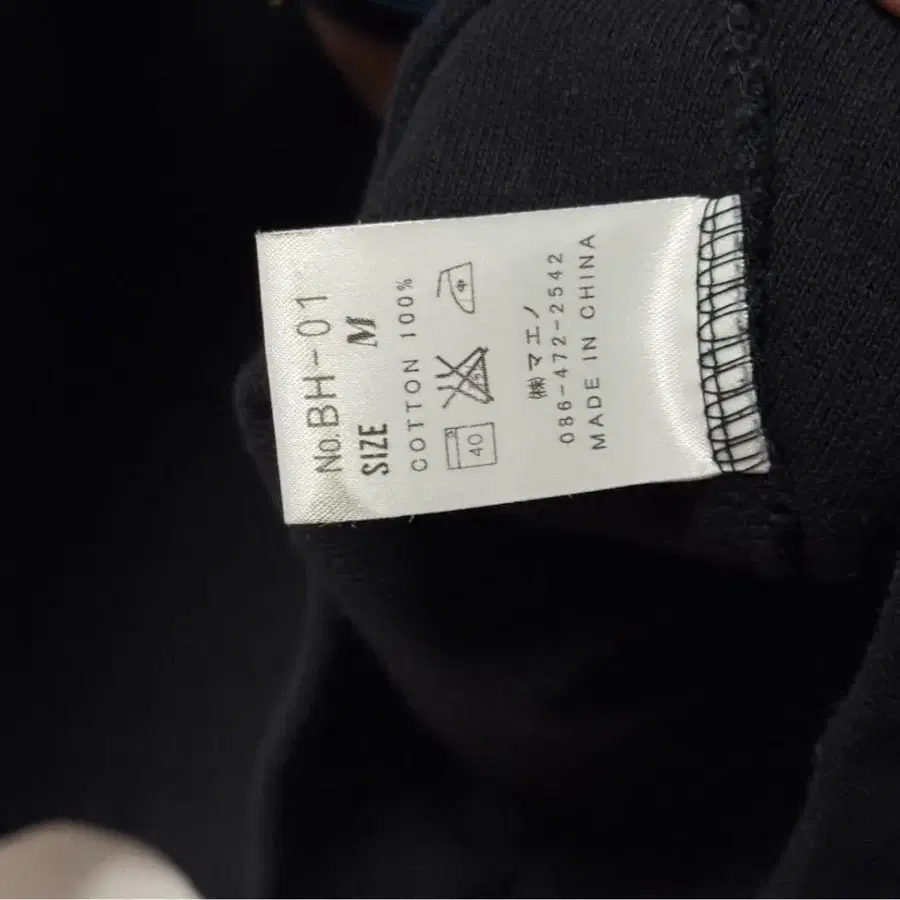 No.BH-01
SIZE M
COTTON 100%
40
㈱マエノ
086-472-2542
MADE IN CHINA